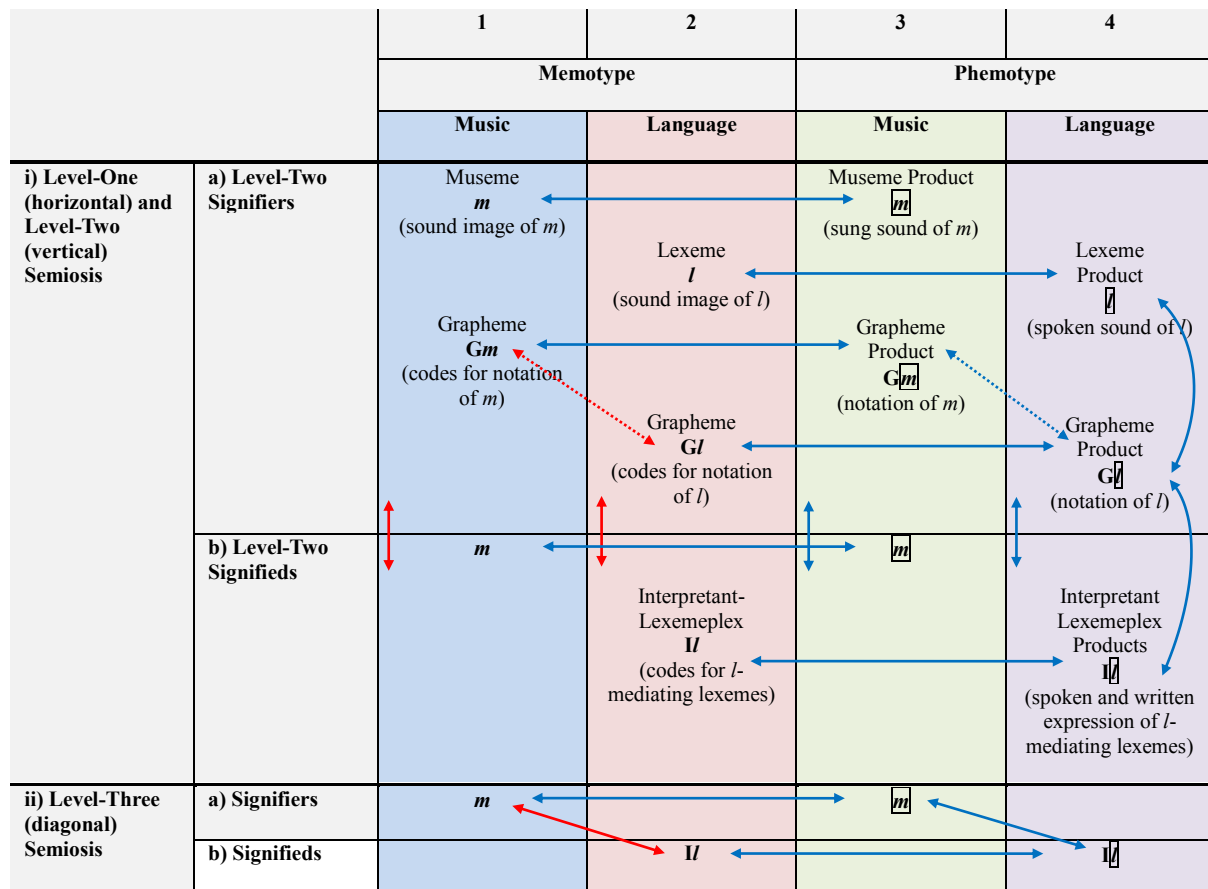 1 2 3 4
Memotype Phemotype
Music Language Music Language
i) Level-One
(horizontal) and
Level-Two
(vertical)
Semiosis
a) Level-Two
Signifiers
Museme
m
(sound image of m)
Lexeme
l
(sound image of l)
Grapheme
Gm
(codes for notation
of m)
Grapheme
Gl
(codes for notation
of l)
Museme Product
m
(sung sound of m)
Lexeme
Product
l
(spoken sound of l)
Grapheme
Product
Gm
(notation of m)
Grapheme
Product
Gl
(notation of l)
b) Level-Two
Signifieds
m
m
Interpretant-
Lexemeplex
Il
(codes for l-
mediating lexemes)
Interpretant
Lexemeplex
Products
Il
(spoken and written
expression of l-
mediating lexemes)
ii) Level-Three
(diagonal)
Semiosis
a) Signifiers
m
m
b) Signifieds
Il
Il